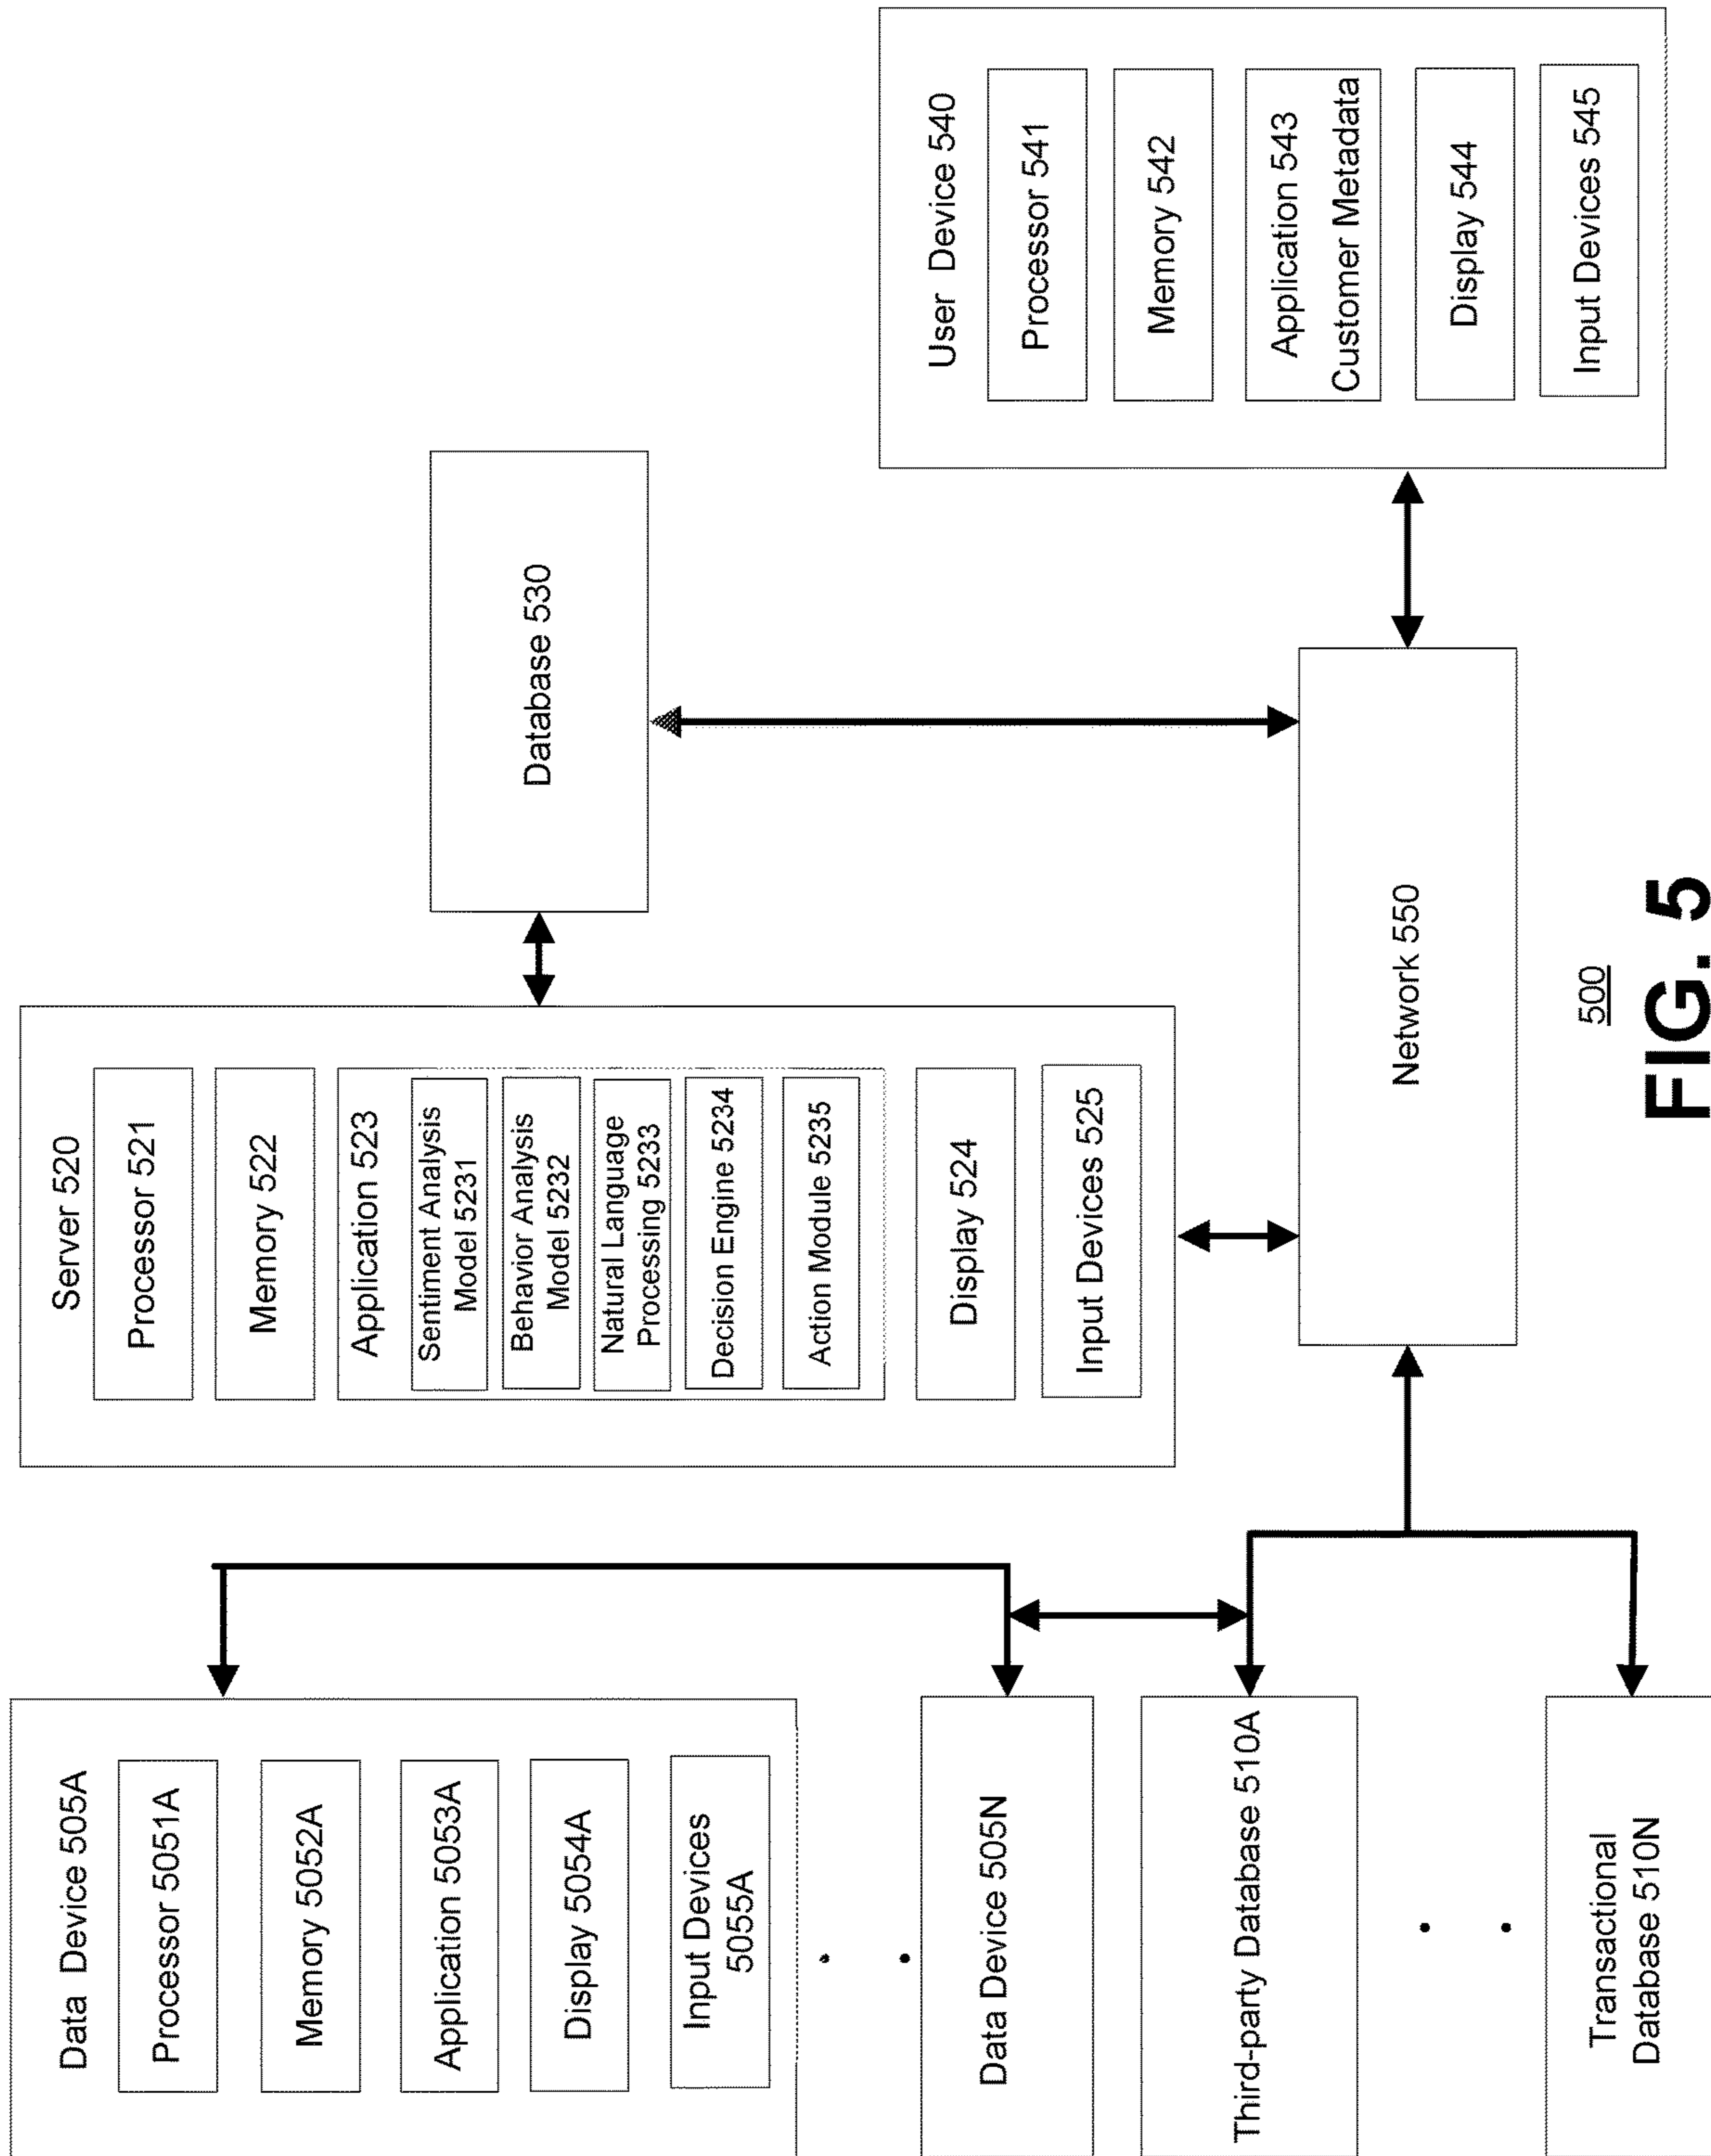 Data Device 505A
Processor 5051A
Memory 5052A
Application 5053A
Display 5054A
Input Devices
5055A
Data Device 505N
Third-party Database 510A
Transactional
Database 510N
Server 520
Processor 521
Memory 522
Application 523
Sentiment Analysis
Model 5231
Behavior Analysis
Model 5232
Natural Language
Processing 5233
Decision Engine 5234
Action Module 5235
Display 524
Input Devices 525
Database 530
Network 550
User Device 540
Processor 541
Memory 542
Application 543
Customer Metadata
Display 544
Input Devices 545
500
FIG. 5